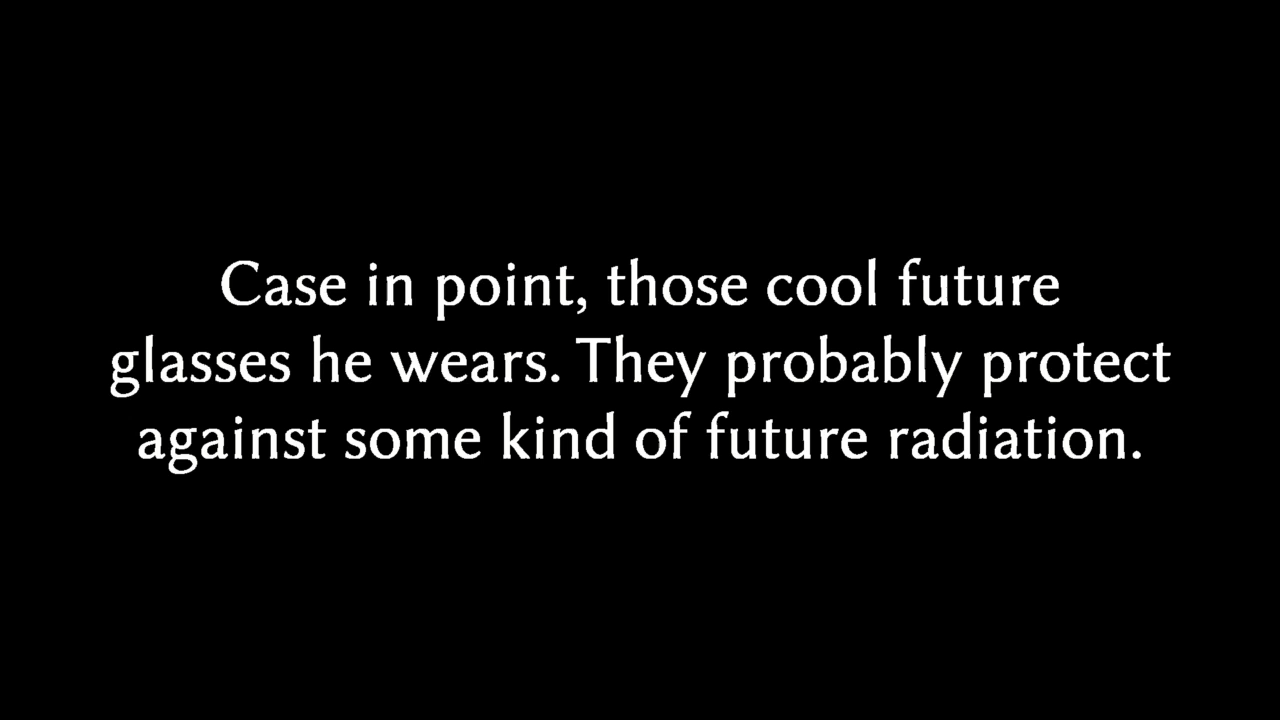 Case in point, those cool future
glasses he wears. They probably protect
against some kind of future radiation.